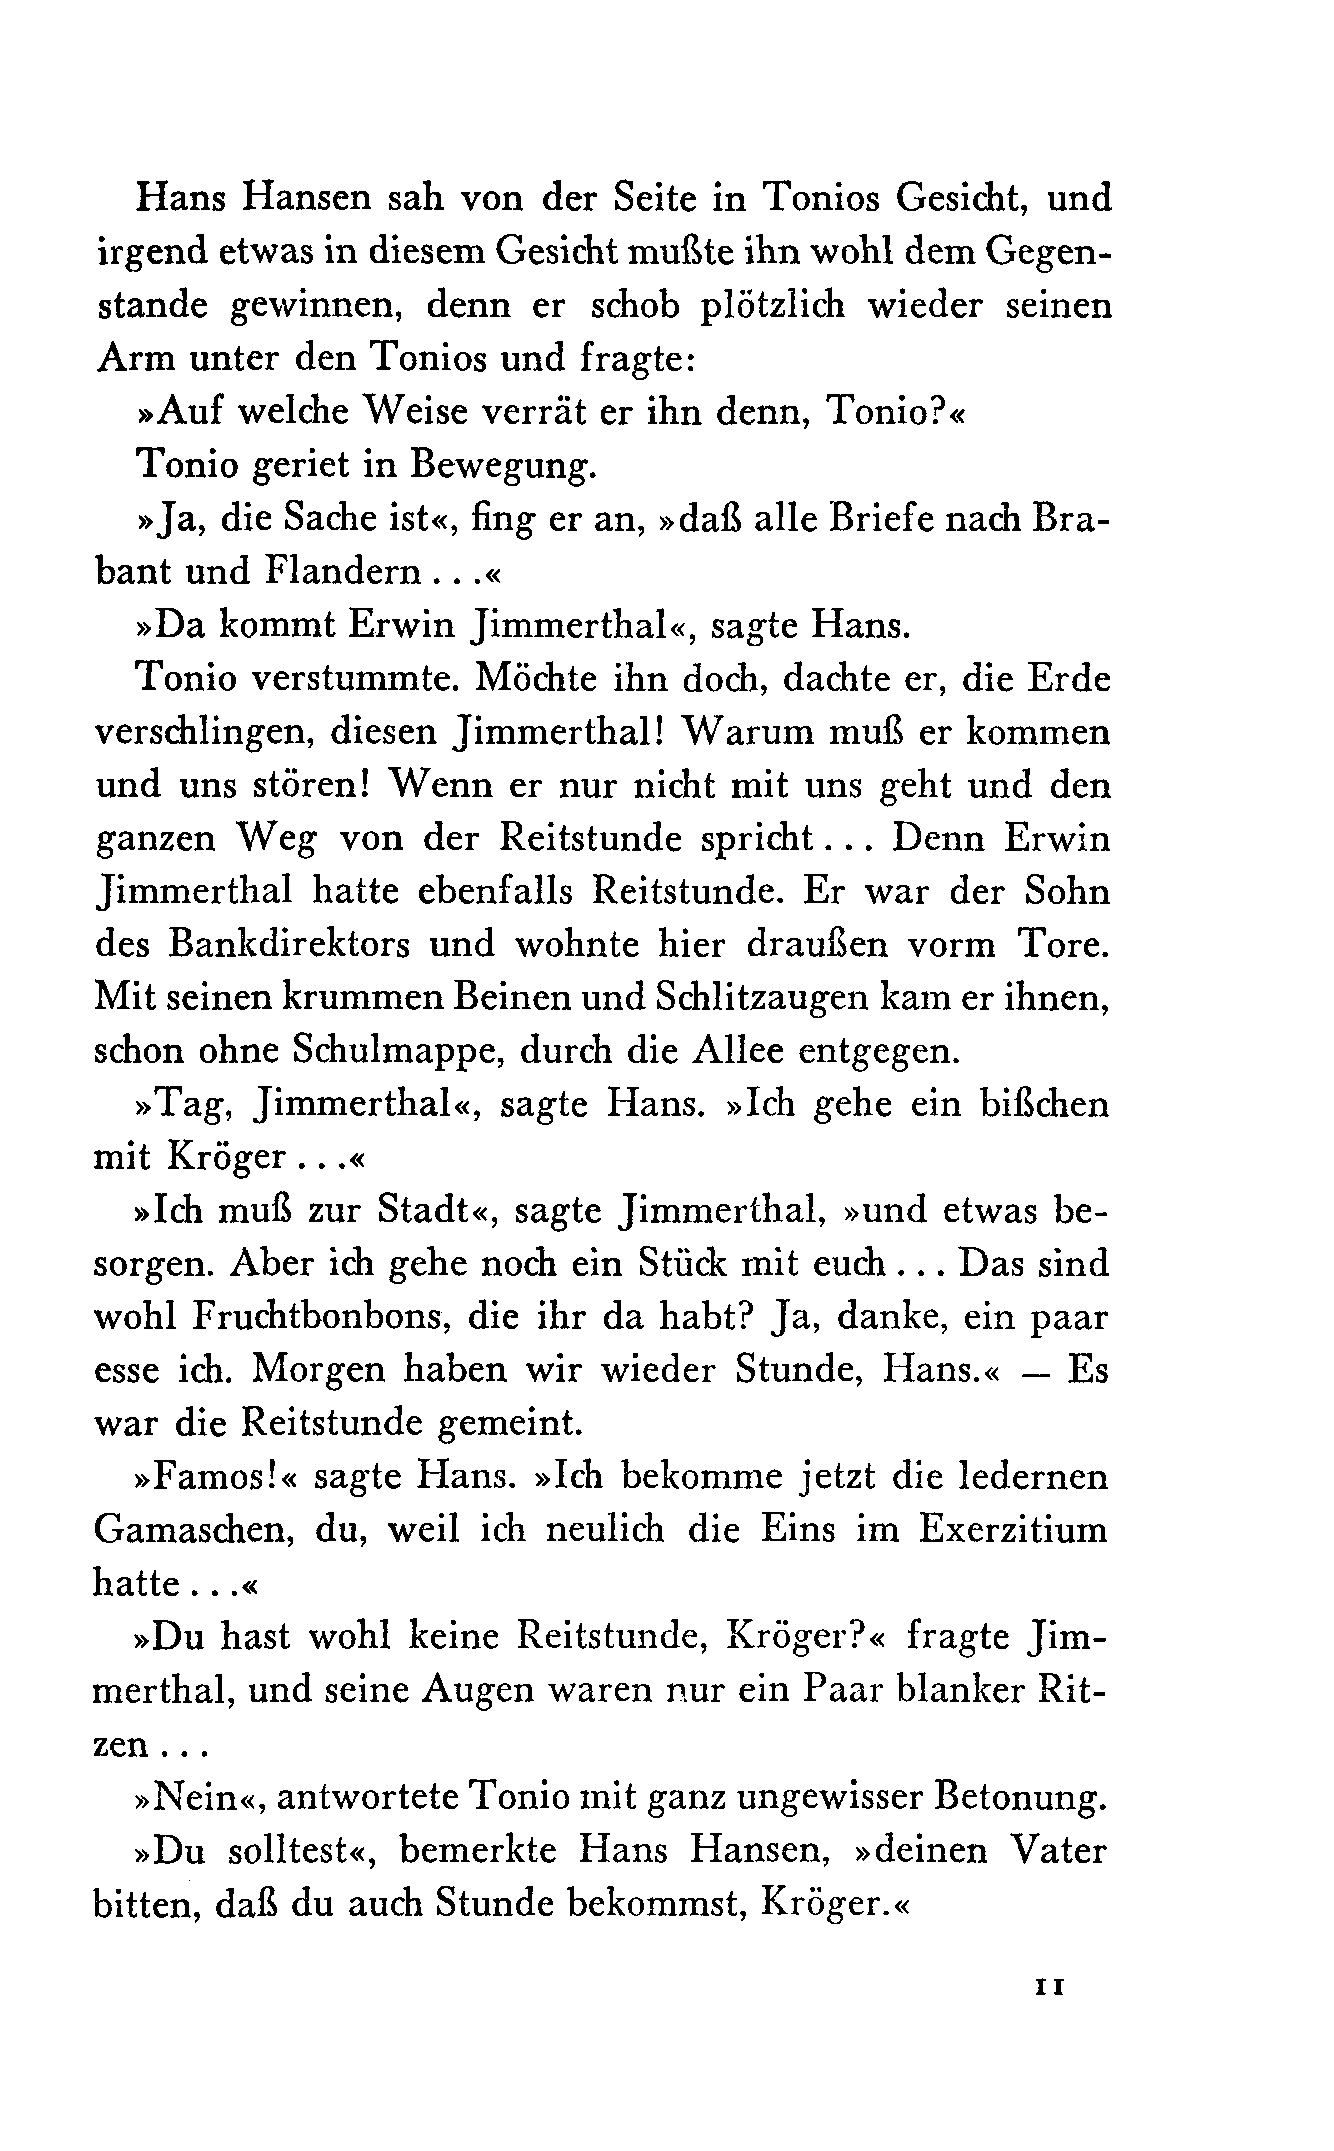 Hans Hansen sah von der Seite in Tonios Gesicht, und
irgend etwas in diesem Gesicht mußte ihn wohl dem Gegen-
stande gewinnen, denn er schob plötzlich wieder seinen
Arm unter den Tonios und fragte:
»Auf welche Weise verrät er ihn denn, Tonio?«
Tonio geriet in Bewegung.
»Ja, die Sache ist«, fing er an, »daß alle Briefe nach Bra-
bant und Flandern . . .«
»Da kommt Erwin Jimmerthal«, sagte Hans.
Tonio verstummte. Möchte ihn doch, dachte er, die Erde
verschlingen, diesen Jimmerthal! Warum muß er kommen
und uns stören! Wenn er nur nicht mit uns geht und den
ganzen Weg von der Reitstunde spricht . . . Denn Erwin
Jimmerthal hatte ebenfalls Reitstunde. Er war der Sohn
des Bankdirektors und wohnte hier draußen vorm Tore.
Mit seinen krummen Beinen und Schlitzaugen kam er ihnen,
schon ohne Schulmappe, durch die Allee entgegen.
»Tag, Jimmerthal«, sagte Hans. »Ich gehe ein bißchen
mit Kröger . . .«
»Ich muß zur Stadt«, sagte Jimmerthal, »und etwas be-
sorgen. Aber ich gehe noch ein Stück mit euch . . . Das sind
wohl Fruchtbonbons, die ihr da habt? Ja, danke, ein paar
esse ich. Morgen haben wir wieder Stunde, Hans.« — Es
war die Reitstunde gemeint.
»Famos!« sagte Hans. »Ich bekomme jetzt die ledernen
Gamaschen, du, weil ich neulich die Eins im Exerzitium
hatte . . .«
»Du hast wohl keine Reitstunde, Kröger?« fragte Jim-
merthal, und seine Augen waren nur ein Paar blanker Rit-
zen . . .
»Nein«, antwortete Tonio mit ganz ungewisser Betonung.
»Du solltest«, bemerkte Hans Hansen, »deinen Vater
bitten, daß du auch Stunde bekommst, Kröger.«
11